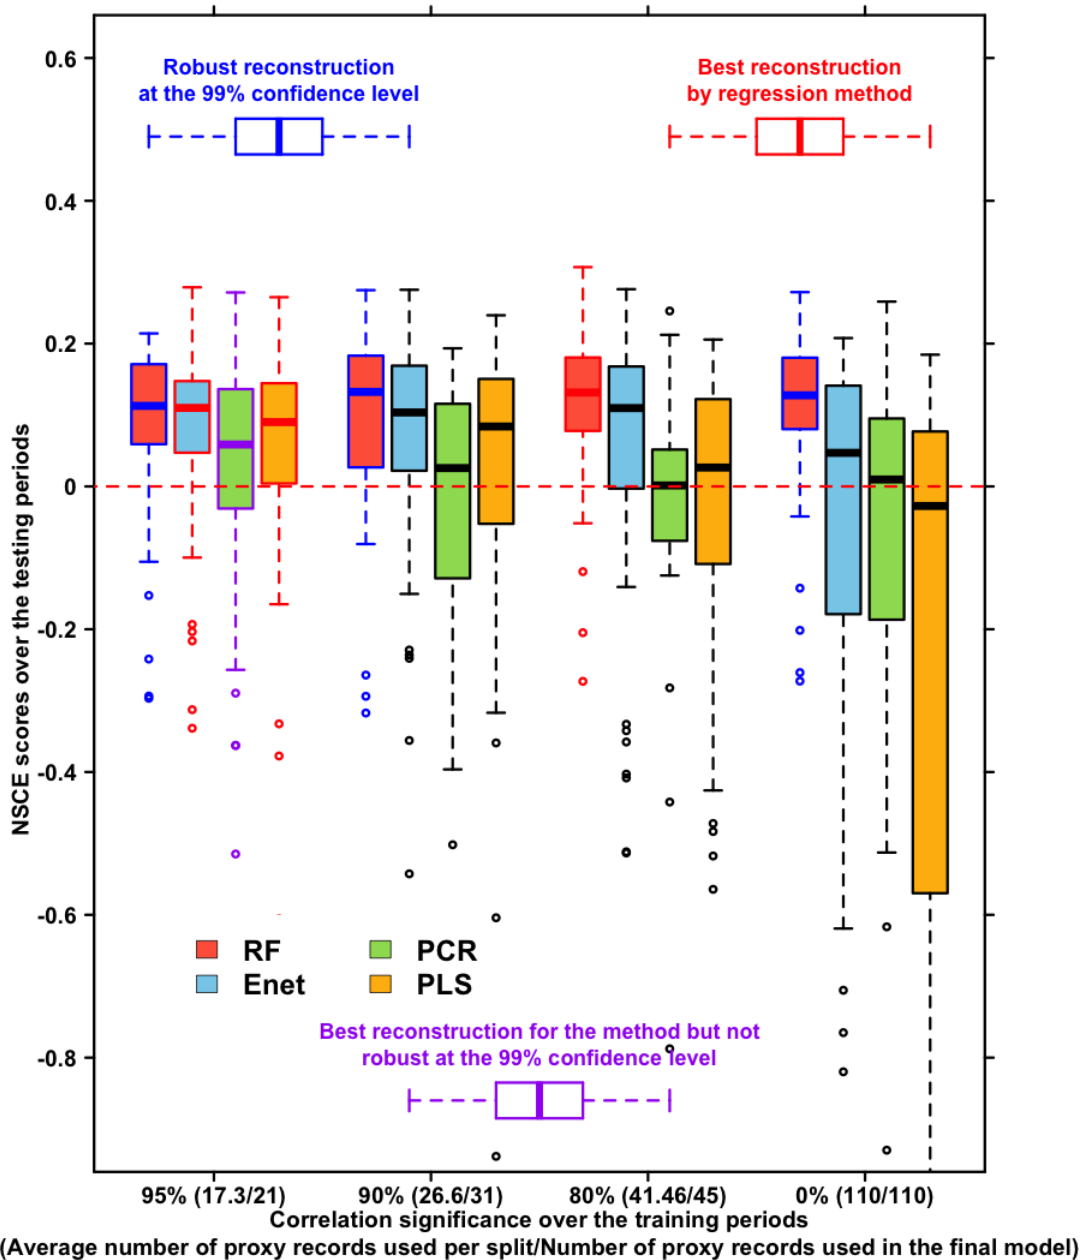 Robust reconstruction
at the 99% confidence level
Best reconstruction
by regression method
0.6
0.4
0.2
0
-0.2
-0.4
-0.6
-0.8
NSCE scores over the testing periods
RF
Enet
PCR
PLS
Best reconstruction for the method but not
robust at the 99% confidence level
95% (17.3/21) 90% (26.6/31) 80% (41.46/45) 0% (110/110)
Correlation significance over the training periods
(Average number of proxy records used per split/Number of proxy records used in the final model)